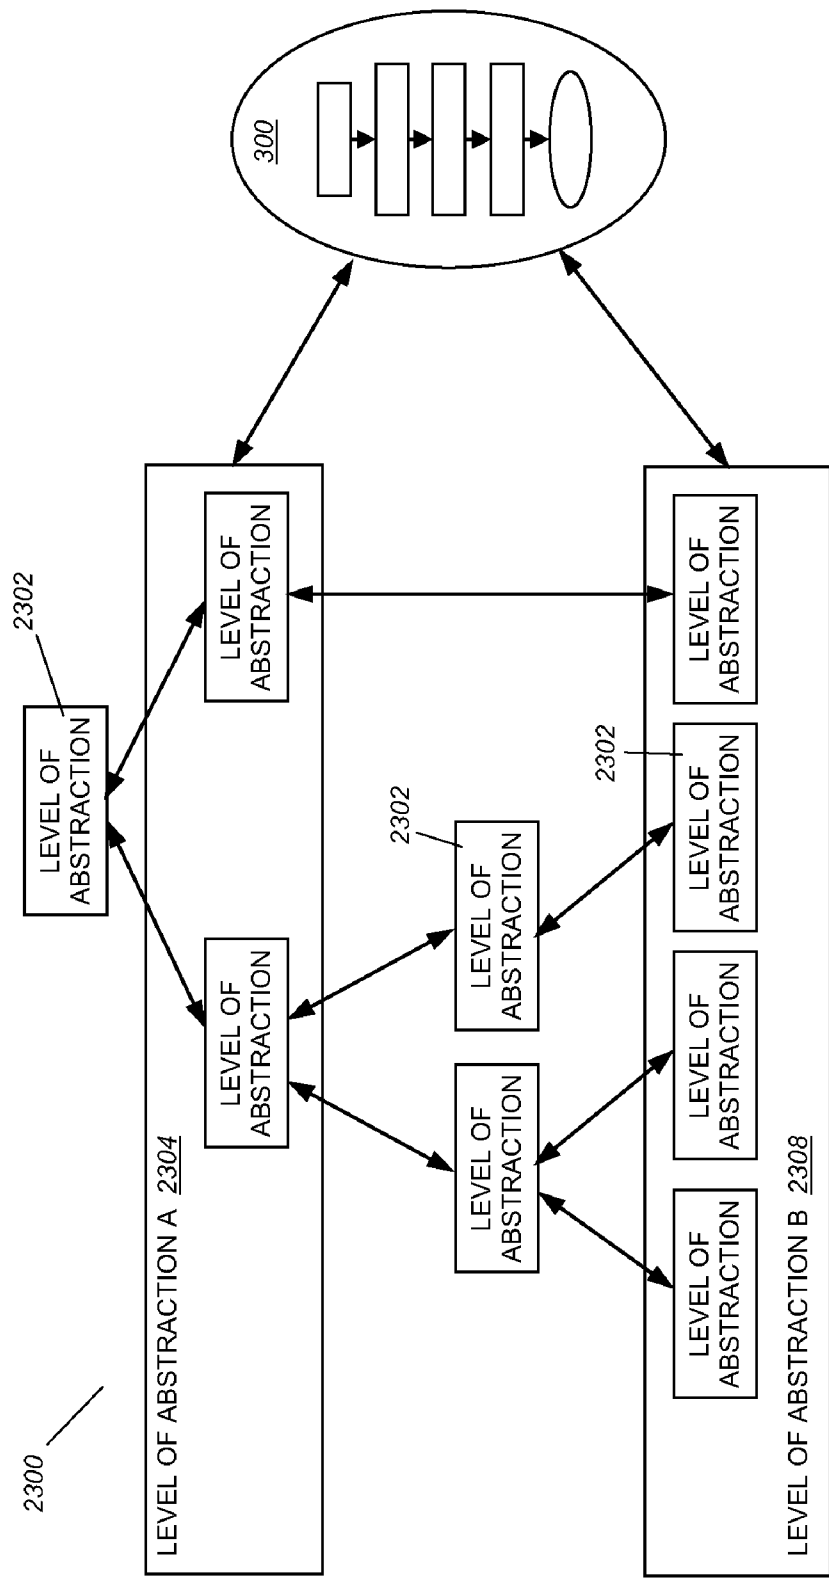 2300
2302
LEVEL OF
ABSTRACTION
LEVEL OF ABSTRACTION A 2304
LEVEL OF
ABSTRACTION
LEVEL OF
ABSTRACTION
300
2302
LEVEL OF
ABSTRACTION
LEVEL OF
ABSTRACTION
2302
LEVEL OF
ABSTRACTION
LEVEL OF
ABSTRACTION
LEVEL OF
ABSTRACTION
LEVEL OF
ABSTRACTION
LEVEL OF ABSTRACTION B 2308